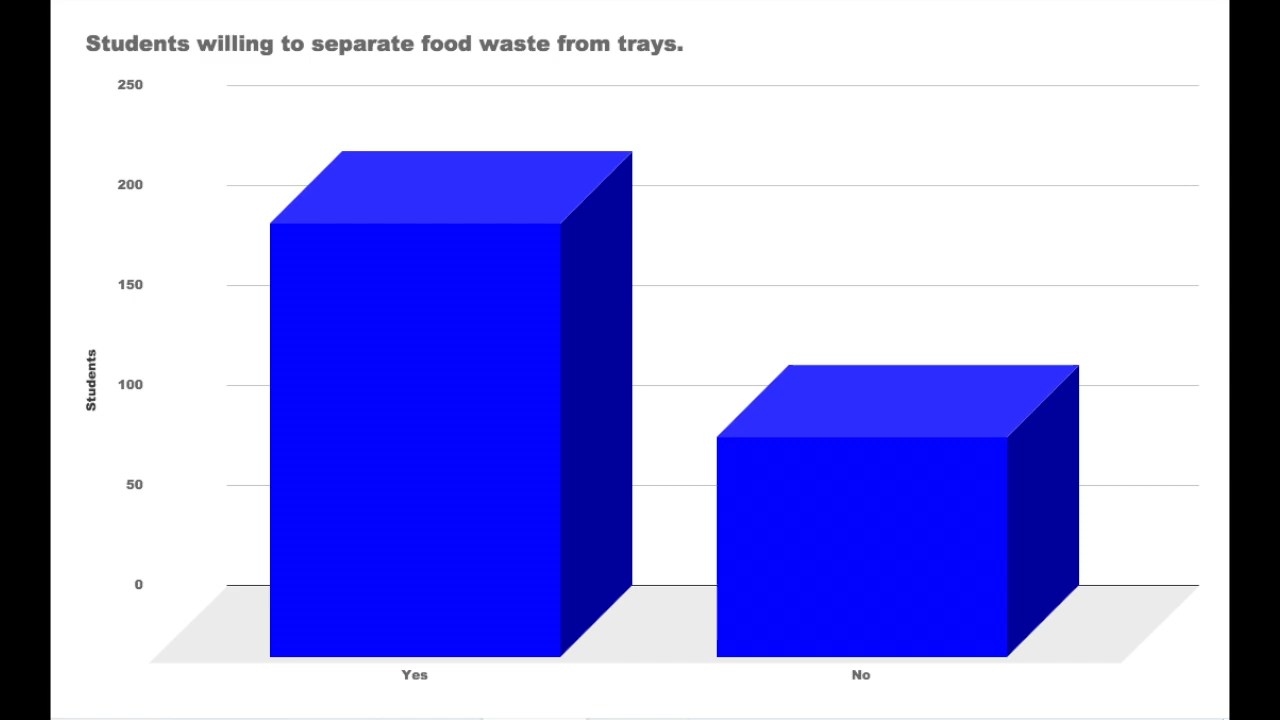 Students willing to separate food waste from trays.
250
200
150
100
50
0
Students
Yes
No